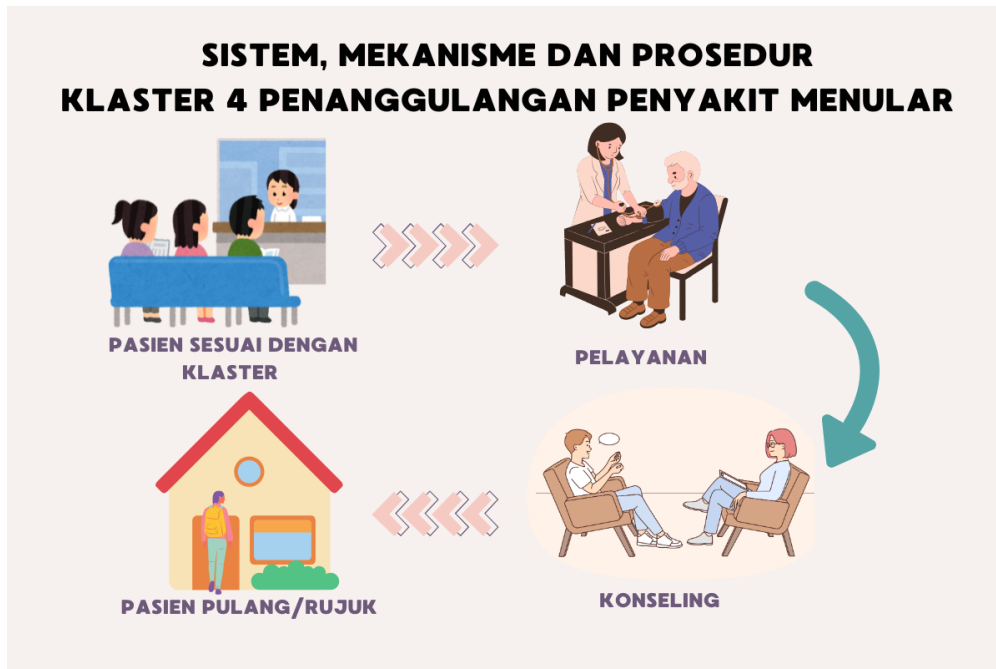 SISTEM, MEKANISME DAN PROSEDUR
KLASTER 4 PENANGGULANGAN PENYAKIT MENULAR
PASIEN SESUAI DENGAN
KLASTER
PELAYANAN
KONSELING
PASIEN PULANG/RUJUK